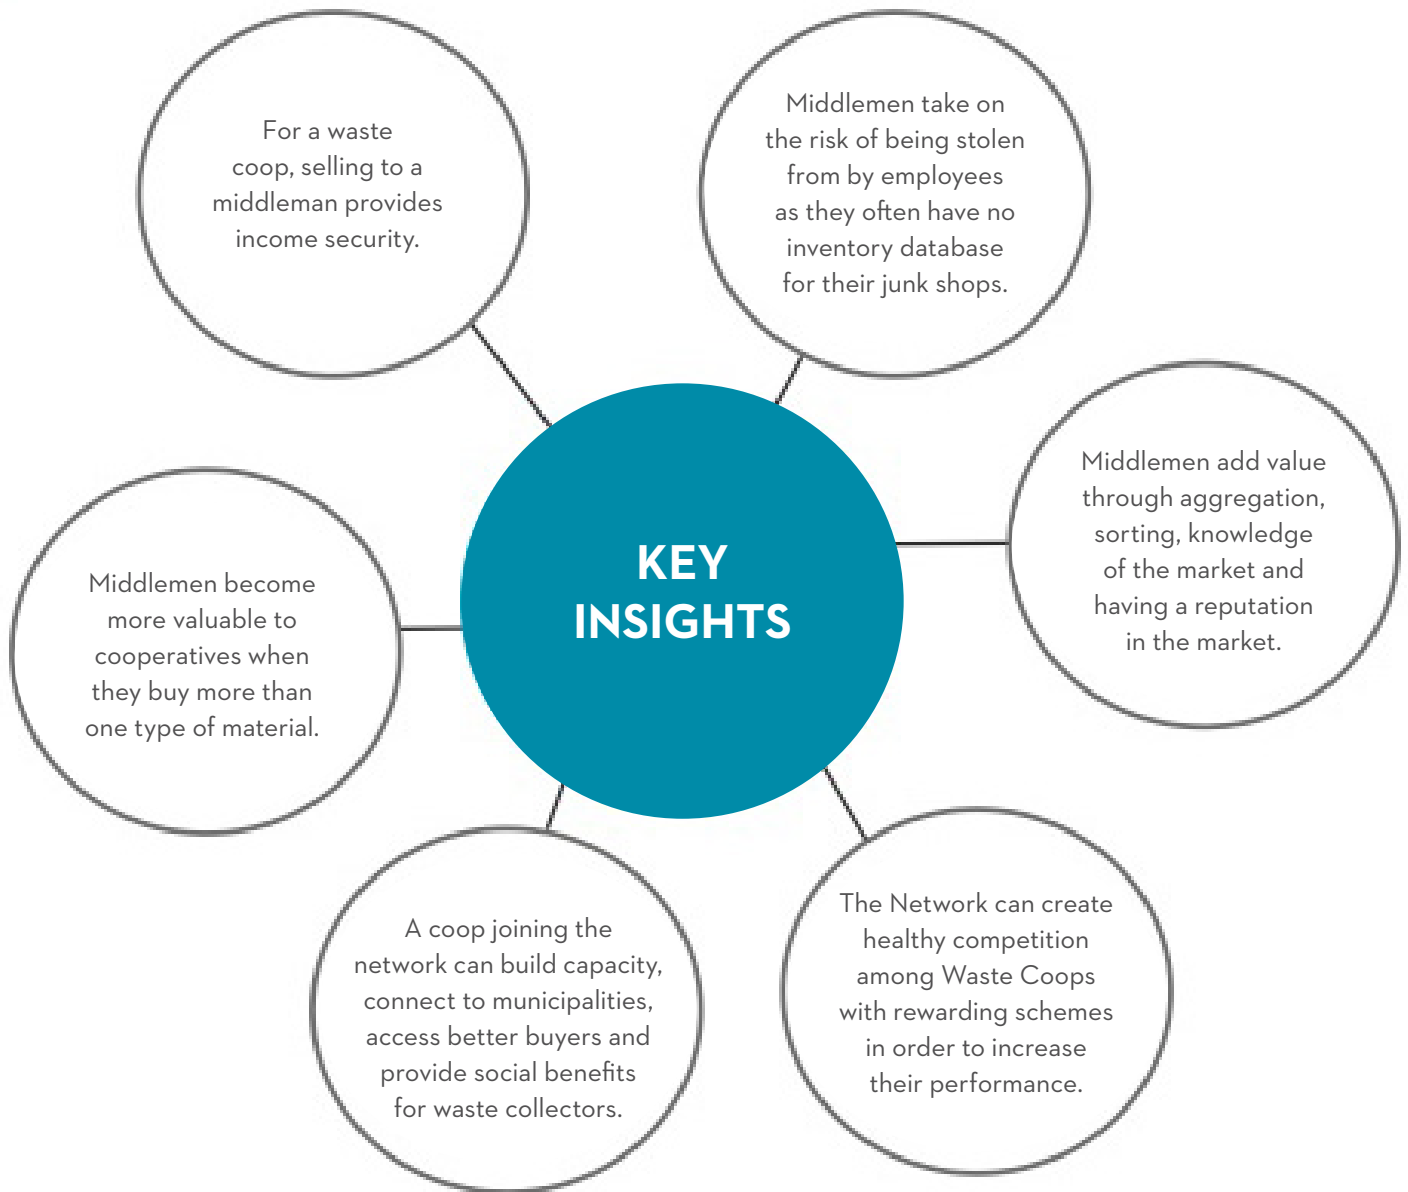 For a waste
coop, selling to a
middleman provides
income security.
Middlemen take on
the risk of being stolen
from by employees
as they often have no
inventory database
for their junk shops.
Middlemen add value
through aggregation,
sorting, knowledge
of the market and
having a reputation
in the market.
KEY
INSIGHTS
Middlemen become
more valuable to
cooperatives when
they buy more than
one type of material.
A coop joining the
network can build capacity,
connect to municipalities,
access better buyers and
provide social benefits
for waste collectors.
The Network can create
healthy competition
among Waste Coops
with rewarding schemes
in order to increase
their performance.